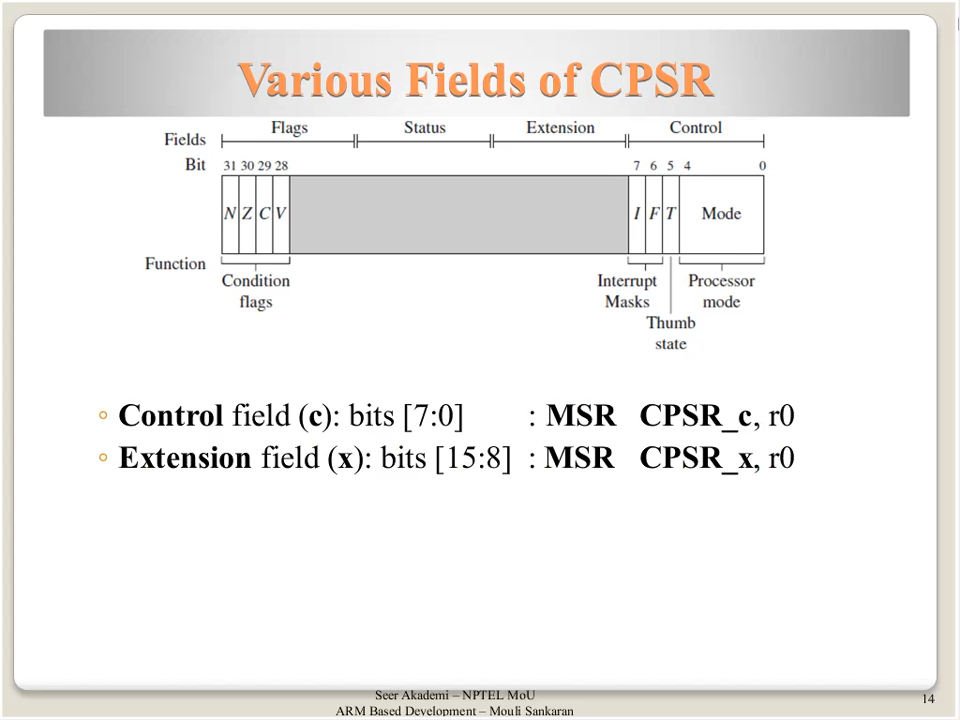 Various Fields of CPSR
Fields Flags Status Extension Control
Bit 31 30 29 28 7 6 5 4 0
N Z C V I F T Mode
Function
Condition flags
Interrupt Masks
Processor mode
Thumb state
◦ Control field (c): bits [7:0] : MSR CPSR_c, r0
◦ Extension field (x): bits [15:8] : MSR CPSR_x, r0
Seer Akademi – NPTEL MoU
ARM Based Development – Mouli Sankaran
14